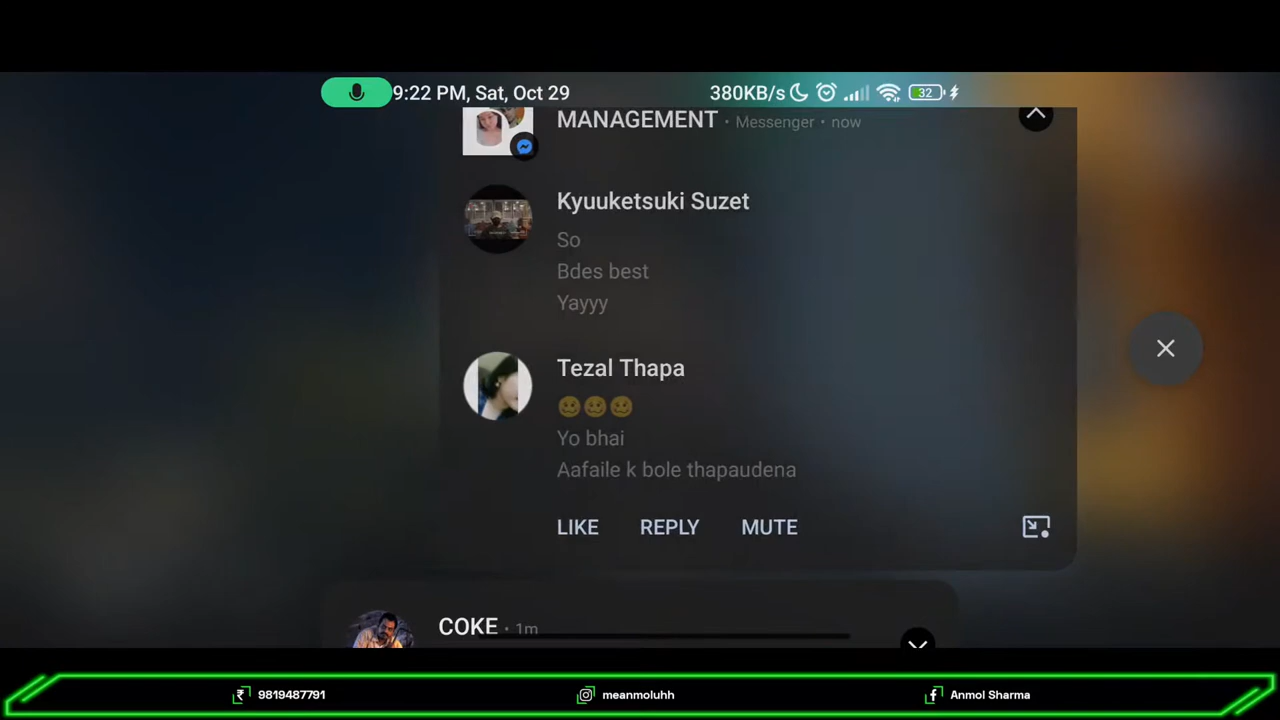 9:22 PM, Sat, Oct 29 380KB/s 32
MANAGEMENT · Messenger · now
Kyuuketsuki Suzet
So
Bdes best
Yayyy
Tezal Thapa
🥴🥴🥴
Yo bhai
Aafaile k bole thapaudena
LIKE REPLY MUTE
COKE · 1m
₹ 9819487791 meanmoluhh Anmol Sharma